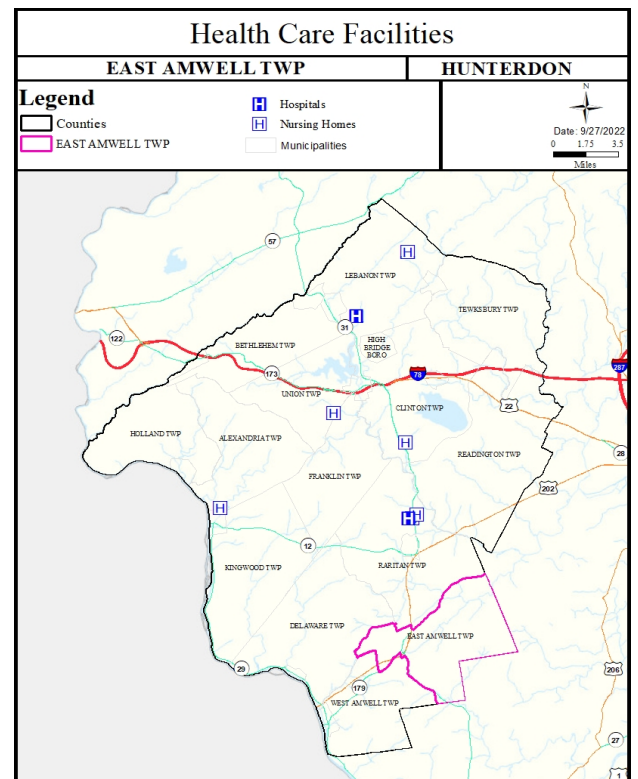 Health Care Facilities
EAST AMWELL TWP
HUNTERDON
Legend
Counties
EAST AMWELL TWP
H Hospitals
H Nursing Homes
Municipalities
N
Date: 9/27/2022
0 1.75 3.5
Miles
57
H
LEBANON TWP
TEWKSBURY TWP
H
31
122
BETHLEHEM TWP
HIGH
BRIDGE
BORO
173
78
287
UNION TWP
CLINTON TWP
22
H
HOLLAND TWP
ALEXANDRIA TWP
H
READINGTON TWP
28
FRANKLIN TWP
202
H
H H
12
KINGWOOD TWP
RARITAN TWP
DELAWARE TWP
EAST AMWELL TWP
29
206
179
WEST AMWELL TWP
27
1